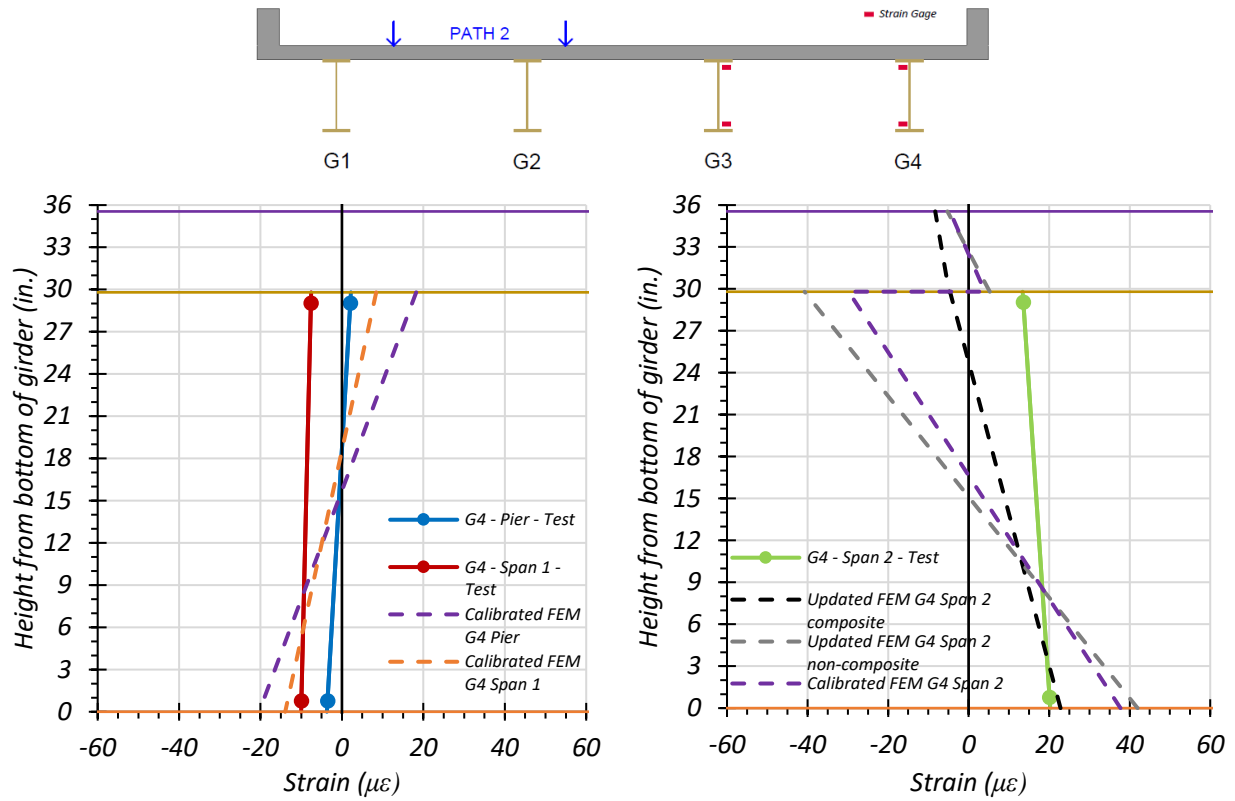 Strain Gage
PATH 2
G1 G2 G3 G4
Height from bottom of girder (in.)
36
33
30
27
24
21
18
15
12
9
6
3
0
-60 -40 -20 0 20 40 60
Strain (με)
G4 - Pier - Test
G4 - Span 1 -
Test
Calibrated FEM
G4 Pier
Calibrated FEM
G4 Span 1
Height from bottom of girder (in.)
36
33
30
27
24
21
18
15
12
9
6
3
0
-60 -40 -20 0 20 40 60
Strain (με)
G4 - Span 2 - Test
Updated FEM G4 Span 2
composite
Updated FEM G4 Span 2
non-composite
Calibrated FEM G4 Span 2